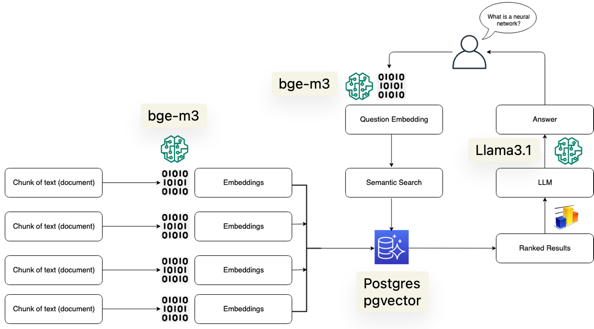 What is a neural
network?
bge-m3
01010
10101
01010
Question Embedding
Answer
bge-m3
Llama3.1
Chunk of text (document)
01010
10101
01010
Embeddings
Semantic Search
LLM
Chunk of text (document)
01010
10101
01010
Embeddings
Ranked Results
Chunk of text (document)
01010
10101
01010
Embeddings
Postgres
pgvector
Chunk of text (document)
01010
10101
01010
Embeddings